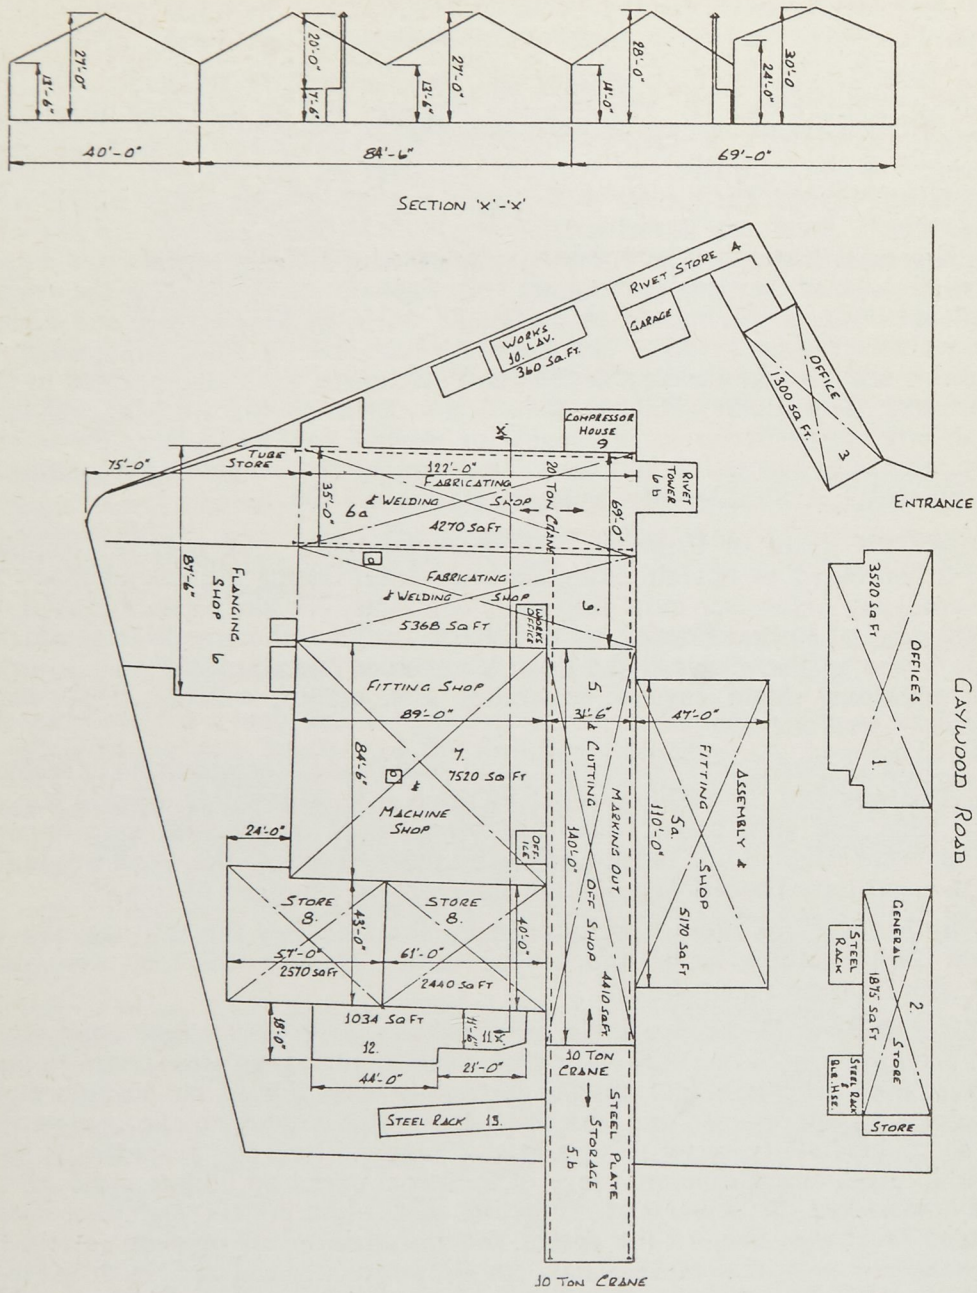 27'-0"
13'-6"
20'-0"
7'-6"
13'-6"
27'-0"
14'-0"
28'-0"
24'-0"
30'-0
40'-0"
84'-6"
69'-0"
SECTION 'X'-'X'
RIVET STORE 4
GARAGE
WORKS
10. LAV.
360 SQ.FT.
OFFICE
1300 SQ FT.
3
ENTRANCE
COMPRESSOR
HOUSE
9
RIVET
TOWER
6b
'X'
TUBE
STORE
75'-0"
122'-0"
35'-0"
FABRICATING
& WELDING SHOP
6a
4270 SQ FT
20 TON CRANE
69'-0"
87'-6"
FLANGING
SHOP
6
FABRICATING
& WELDING SHOP
5368 SQ FT
6
WORKS
OFFICE
3520 SQ FT
OFFICES
1.
GAYWOOD ROAD
FITTING SHOP
89'-0"
84'-6"
7.
7520 SQ FT
&
MACHINE
SHOP
OFF-
ICE
31'-6"
5. & CUTTING OFF SHOP
MARKING OUT
140'-0"
4410 SQ FT.
47'-0"
ASSEMBLY &
FITTING SHOP
5a
110'-0"
5170 SQ FT
24'-0"
STORE
8.
43'-0"
57'-0"
2570 SQ FT
STORE
8.
40'-0"
61'-0"
2440 SQ FT
GENERAL STORE
2.
1875 SQ FT
STEEL
RACK
STEEL RACK
&
BLR. HSE.
STORE
18'-0"
1034 SQ FT
12.
11'-6"
11
'X'
44'-0"
21'-0"
10 TON
CRANE
STEEL RACK 13.
STEEL PLATE
STORAGE
5.b
10 TON CRANE